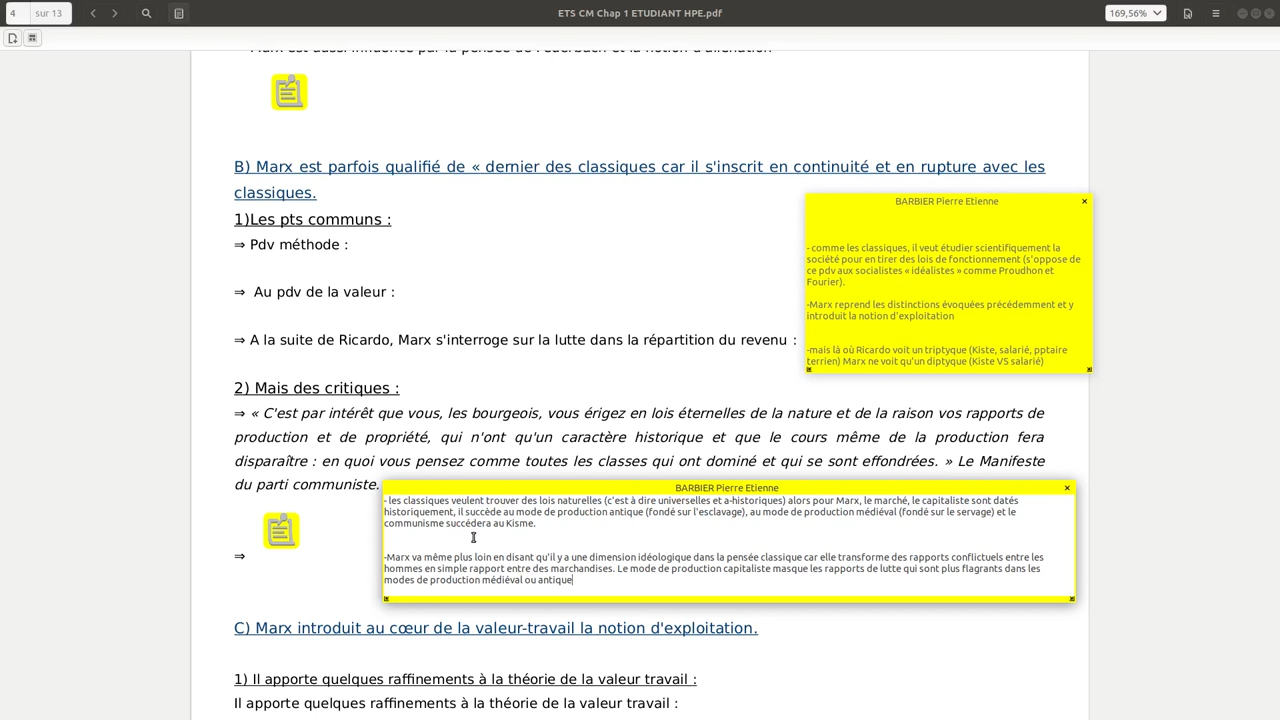 4 sur 13
ETS CM Chap 1 ETUDIANT HPE.pdf
169,56%
Marx est aussi influencé par la pensée de Feuerbach et la notion d'aliénation
B) Marx est parfois qualifié de « dernier des classiques car il s'inscrit en continuité et en rupture avec les
classiques.
1)Les pts communs :
⇒ Pdv méthode :
⇒ Au pdv de la valeur :
⇒ A la suite de Ricardo, Marx s'interroge sur la lutte dans la répartition du revenu :
BARBIER Pierre Etienne
- comme les classiques, il veut étudier scientifiquement la
société pour en tirer des lois de fonctionnement (s'oppose de
ce pdv aux socialistes « idéalistes » comme Proudhon et
Fourier).
-Marx reprend les distinctions évoquées précédemment et y
introduit la notion d'exploitation
-mais là où Ricardo voit un triptyque (Kiste, salarié, pptaire
terrien) Marx ne voit qu'un diptyque (Kiste VS salarié)
2) Mais des critiques :
⇒ « C'est par intérêt que vous, les bourgeois, vous érigez en lois éternelles de la nature et de la raison vos rapports de
production et de propriété, qui n'ont qu'un caractère historique et que le cours même de la production fera
disparaître : en quoi vous pensez comme toutes les classes qui ont dominé et qui se sont effondrées. » Le Manifeste
du parti communiste.
BARBIER Pierre Etienne
- les classiques veulent trouver des lois naturelles (c'est à dire universelles et a-historiques) alors pour Marx, le marché, le capitaliste sont datés
historiquement, il succède au mode de production antique (fondé sur l'esclavage), au mode de production médiéval (fondé sur le servage) et le
communisme succédera au Kisme.
-Marx va même plus loin en disant qu'il y a une dimension idéologique dans la pensée classique car elle transforme des rapports conflictuels entre les
hommes en simple rapport entre des marchandises. Le mode de production capitaliste masque les rapports de lutte qui sont plus flagrants dans les
modes de production médiéval ou antique
⇒
C) Marx introduit au cœur de la valeur-travail la notion d'exploitation.
1) Il apporte quelques raffinements à la théorie de la valeur travail :
Il apporte quelques raffinements à la théorie de la valeur travail :